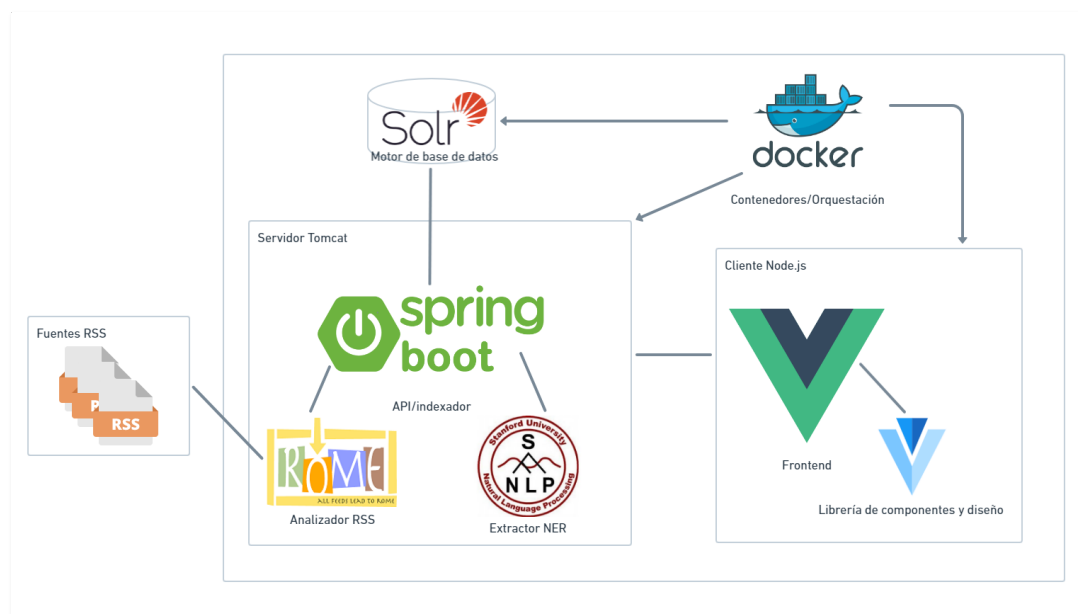 Solr
Motor de base de datos
docker
Contenedores/Orquestación
Servidor Tomcat
spring
boot
API/indexador
Cliente Node.js
Fuentes RSS
RSS
ROME
ALL FEEDS LEAD TO ROME
Analizador RSS
Stanford University
S
NLP
Natural Language Processing
Extractor NER
Frontend
Librería de componentes y diseño